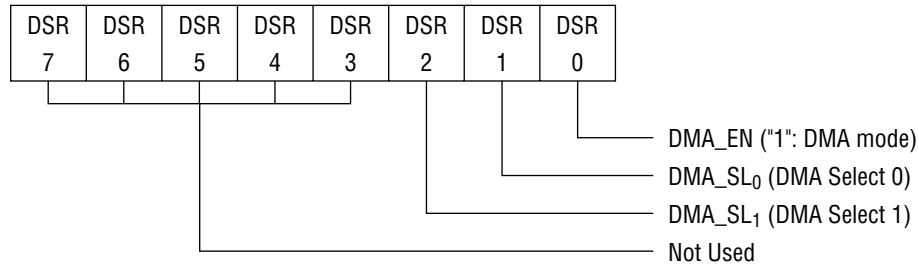 DSR DSR DSR DSR DSR DSR DSR DSR
7 6 5 4 3 2 1 0
DMA_EN ("1": DMA mode)
DMA_SL0 (DMA Select 0)
DMA_SL1 (DMA Select 1)
Not Used